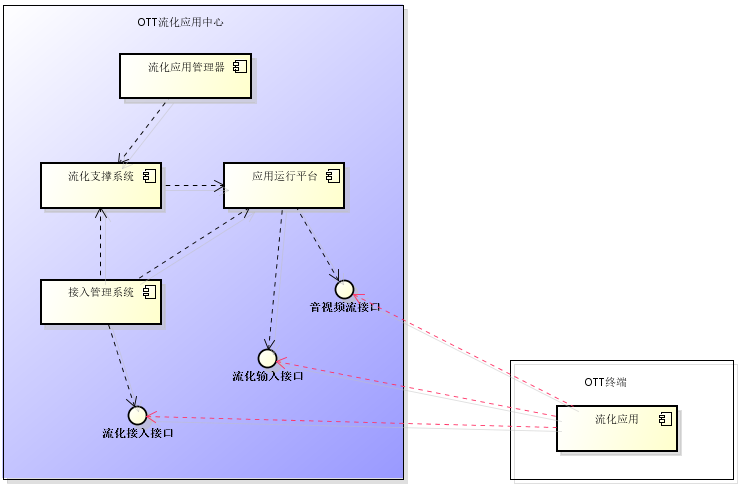 OTT流化应用中心
流化应用管理器
流化支撑系统
应用运行平台
接入管理系统
音视频流接口
流化输入接口
OTT终端
流化应用
流化接入接口